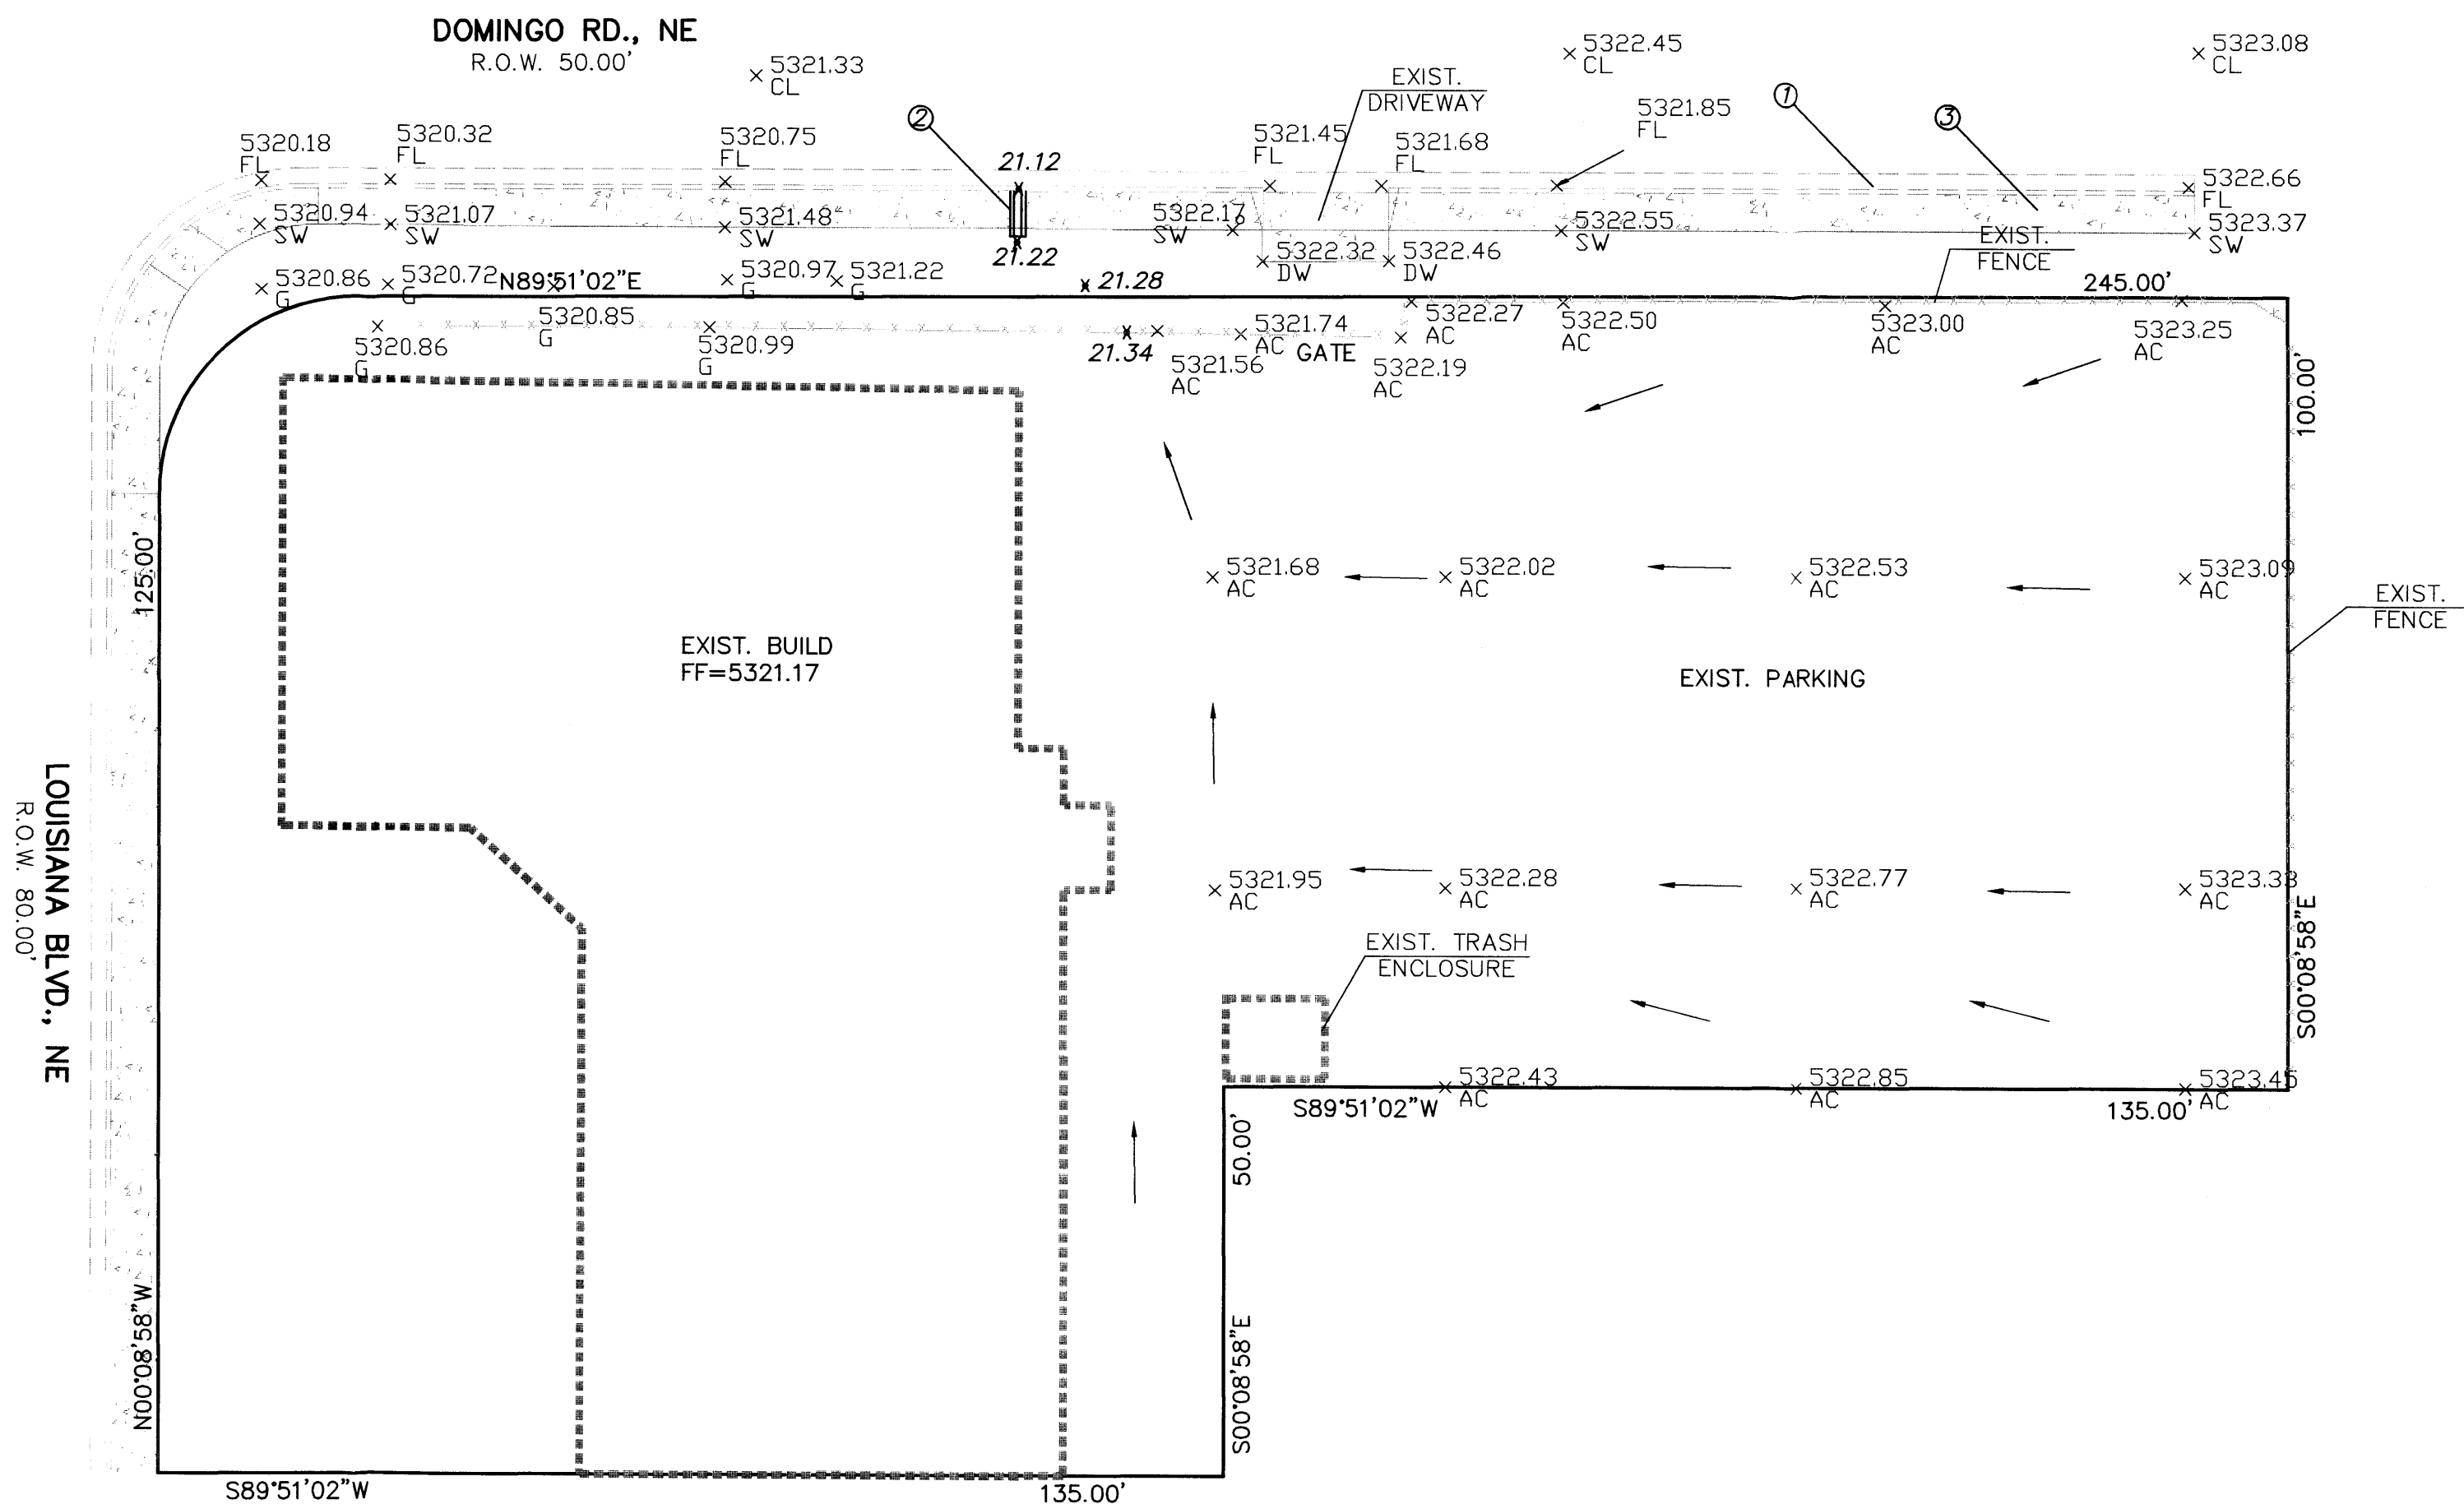 DOMINGO RD., NE
R.O.W. 50.00'
5321.33
CL
5322.45
CL
5323.08
CL
EXIST.
DRIVEWAY
①
②
③
5320.18
FL
5320.32
FL
5320.75
FL
21.12
5321.45
FL
5321.68
FL
5321.85
FL
5322.66
FL
5320.94
SW
5321.07
SW
5321.48
SW
21.22
5322.17
SW
5322.32
DW
5322.46
DW
5322.55
SW
5323.37
SW
EXIST.
FENCE
5320.86
G
5320.72
G
N89°51'02"E
5320.97
G
5321.22
G
21.28
245.00'
5320.86
G
5320.85
G
5320.99
G
21.34
5321.56
AC
5321.74
AC
GATE
5322.19
AC
5322.27
AC
5322.50
AC
5323.00
AC
5323.25
AC
100.00'
125.00'
5321.68
AC
5322.02
AC
5322.53
AC
5323.09
AC
EXIST.
FENCE
EXIST. BUILD
FF=5321.17
EXIST. PARKING
LOUISIANA BLVD., NE
R.O.W. 80.00'
5321.95
AC
5322.28
AC
5322.77
AC
5323.33
AC
S00°08'58"E
EXIST. TRASH
ENCLOSURE
5322.43
AC
5322.85
AC
5323.45
AC
S89°51'02"W
135.00'
50.00'
S00°08'58"E
N00°08'58"W
S89°51'02"W
135.00'